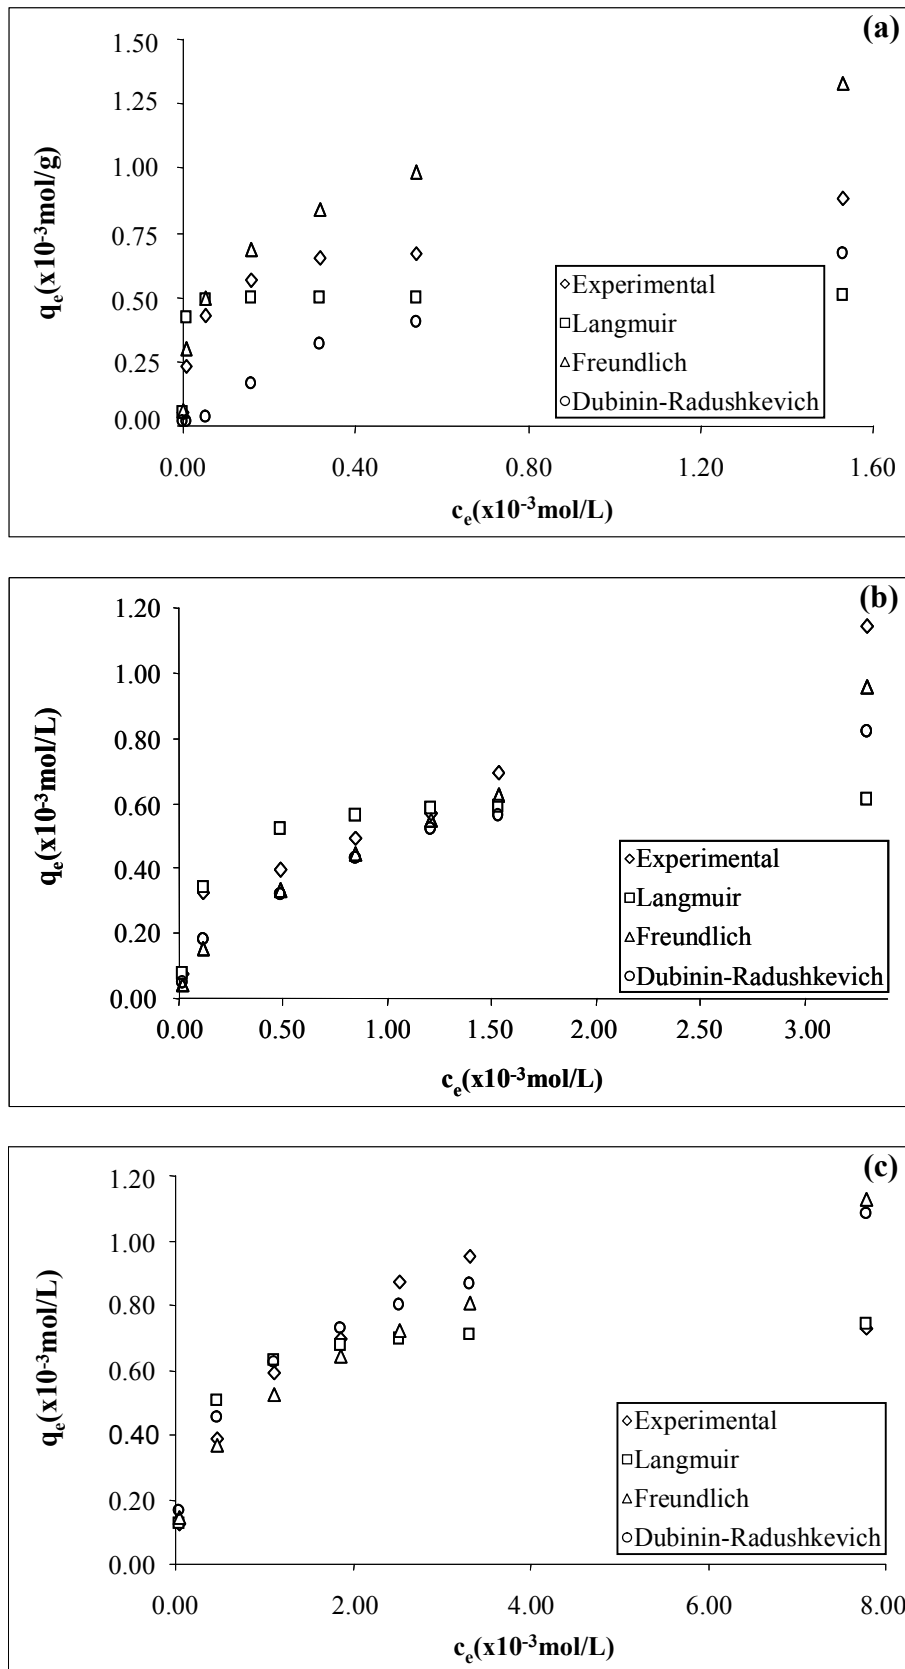 (a)
1.50
1.25
1.00
0.75
0.50
0.25
0.00
qe(x10-3mol/g)
Experimental
Langmuir
Freundlich
Dubinin-Radushkevich
0.00 0.40 0.80 1.20 1.60
ce(x10-3mol/L)
(b)
1.20
1.00
0.80
0.60
0.40
0.20
0.00
qe(x10-3mol/L)
Experimental
Langmuir
Freundlich
Dubinin-Radushkevich
0.00 0.50 1.00 1.50 2.00 2.50 3.00
ce(x10-3mol/L)
(c)
1.20
1.00
0.80
0.60
0.40
0.20
0.00
qe(x10-3mol/L)
Experimental
Langmuir
Freundlich
Dubinin-Radushkevich
0.00 2.00 4.00 6.00 8.00
ce(x10-3mol/L)